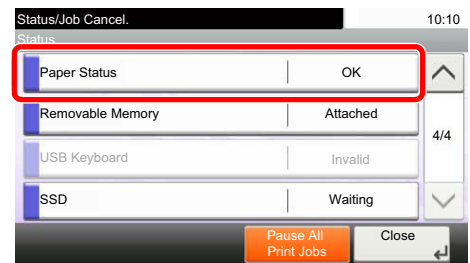 Status/Job Cancel. 10:10
Status
Paper Status OK
Removable Memory Attached
4/4
USB Keyboard Invalid
SSD Waiting
Pause All
Print Jobs
Close